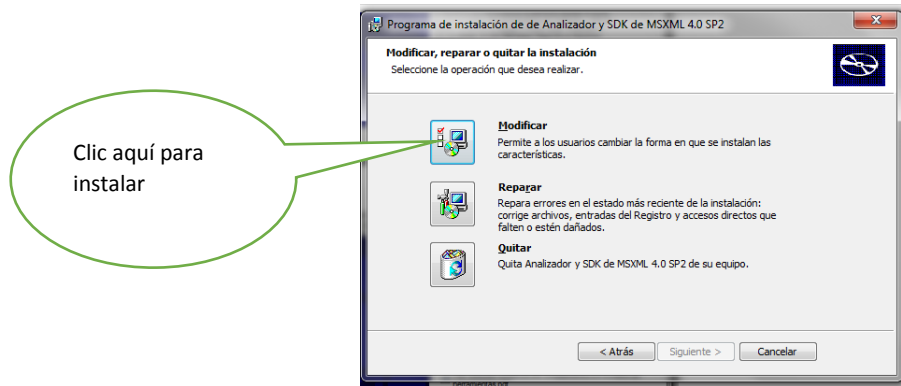 Programa de instalación de de Analizador y SDK de MSXML 4.0 SP2
Modificar, reparar o quitar la instalación
Seleccione la operación que desea realizar.
Clic aquí para
instalar
Modificar
Permite a los usuarios cambiar la forma en que se instalan las
características.
Reparar
Repara errores en el estado más reciente de la instalación:
corrige archivos, entradas del Registro y accesos directos que
falten o estén dañados.
Quitar
Quita Analizador y SDK de MSXML 4.0 SP2 de su equipo.
< Atrás
Siguiente >
Cancelar